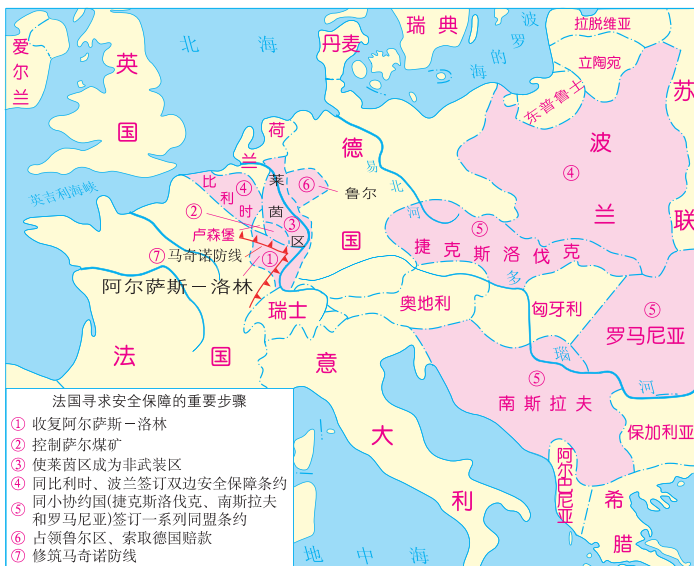 爱尔兰
英国
北海
丹麦
瑞典
波罗的海
拉脱维亚
立陶宛
东普鲁士
苏联
荷兰
德国
易北河
波兰
④
英吉利海峡
比利时
④
莱茵区
③
⑥
鲁尔
②
卢森堡
⑦马奇诺防线
①
阿尔萨斯-洛林
⑤
捷克斯洛伐克
瑞士
奥地利
匈牙利
多瑙河
⑤
罗马尼亚
法国
意大利
⑤
南斯拉夫
保加利亚
阿尔巴尼亚
希腊
地中海
法国寻求安全保障的重要步骤
① 收复阿尔萨斯-洛林
② 控制萨尔煤矿
③ 使莱茵区成为非武装区
④ 同比利时、波兰签订双边安全保障条约
⑤ 同小协约国(捷克斯洛伐克、南斯拉夫
和罗马尼亚)签订一系列同盟条约
⑥ 占领鲁尔区、索取德国赔款
⑦ 修筑马奇诺防线